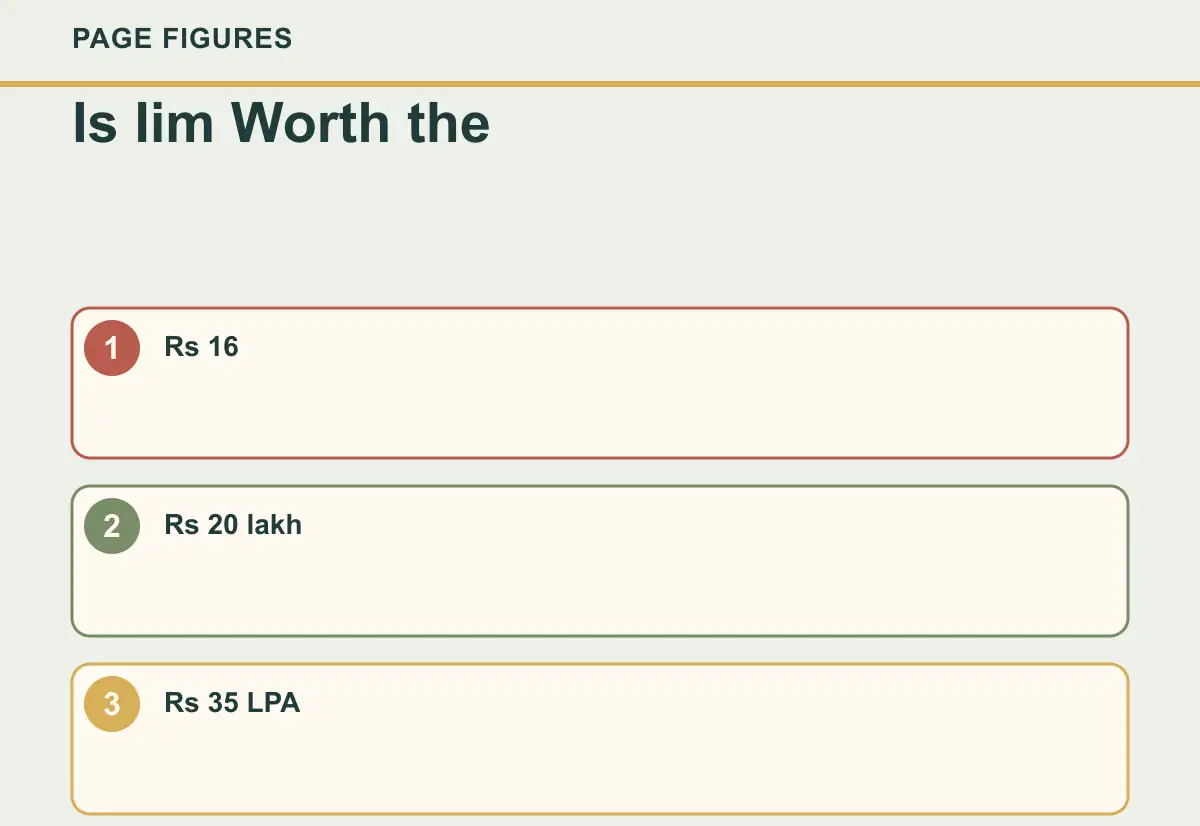 PAGE FIGURES
Is Iim Worth the
1
Rs 16
2
Rs 20 lakh
3
Rs 35 LPA